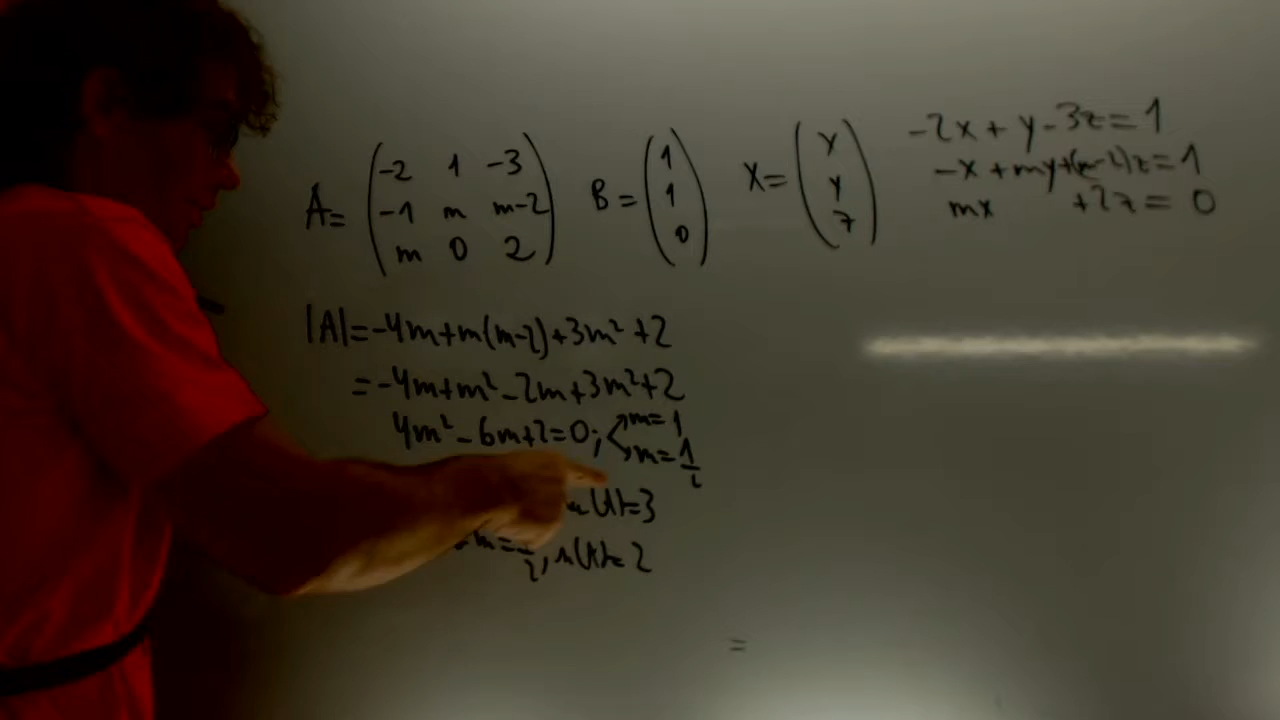 A= (-2 1 -3
-1 m m-2
m 0 2)
B= (1
1
0)
X= (x
y
z)
-2x + y - 3z = 1
-x + my + (m-2)z = 1
mx +2z = 0
|A|= -4m+m(m-2)+3m²+2
= -4m+m²-2m+3m²+2
4m²-6m+2=0; m=1
m=1/2
=3
m= /2, =2
=